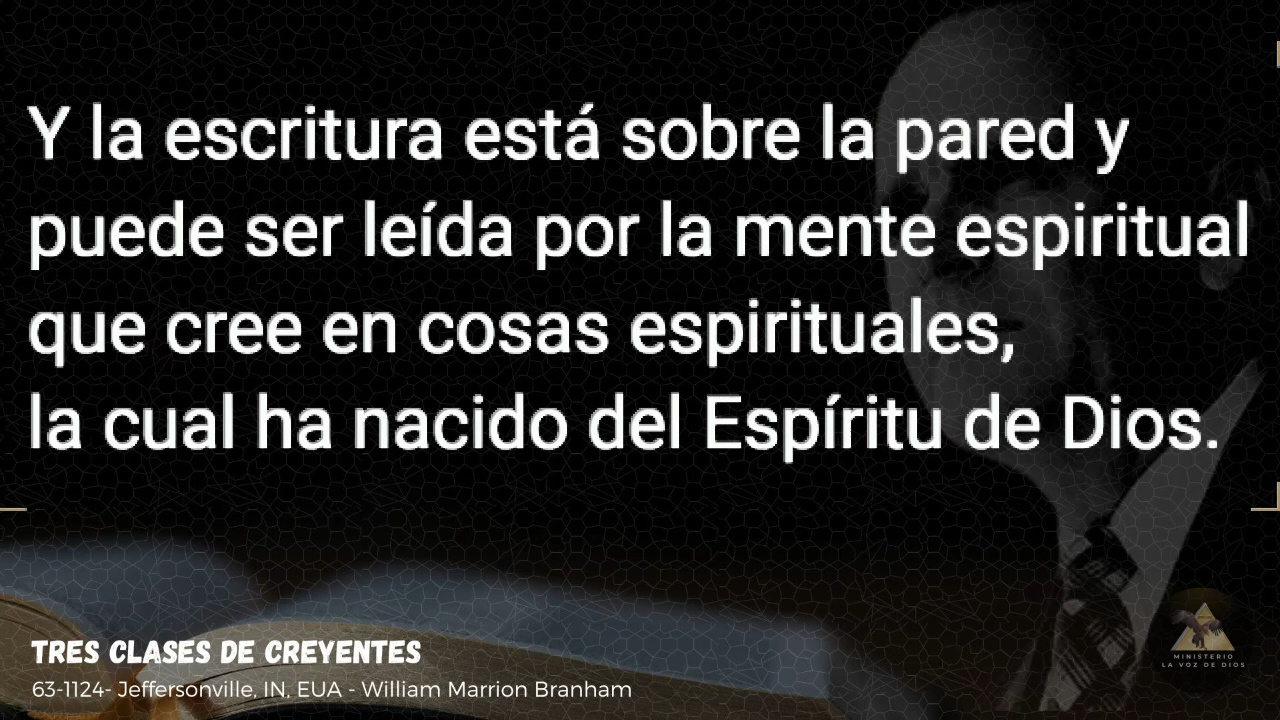 Y la escritura está sobre la pared y
puede ser leída por la mente espiritual
que cree en cosas espirituales,
la cual ha nacido del Espíritu de Dios.
TRES CLASES DE CREYENTES
63-1124- Jeffersonville, IN, EUA - William Marrion Branham
MINISTERIO
LA VOZ DE DIOS